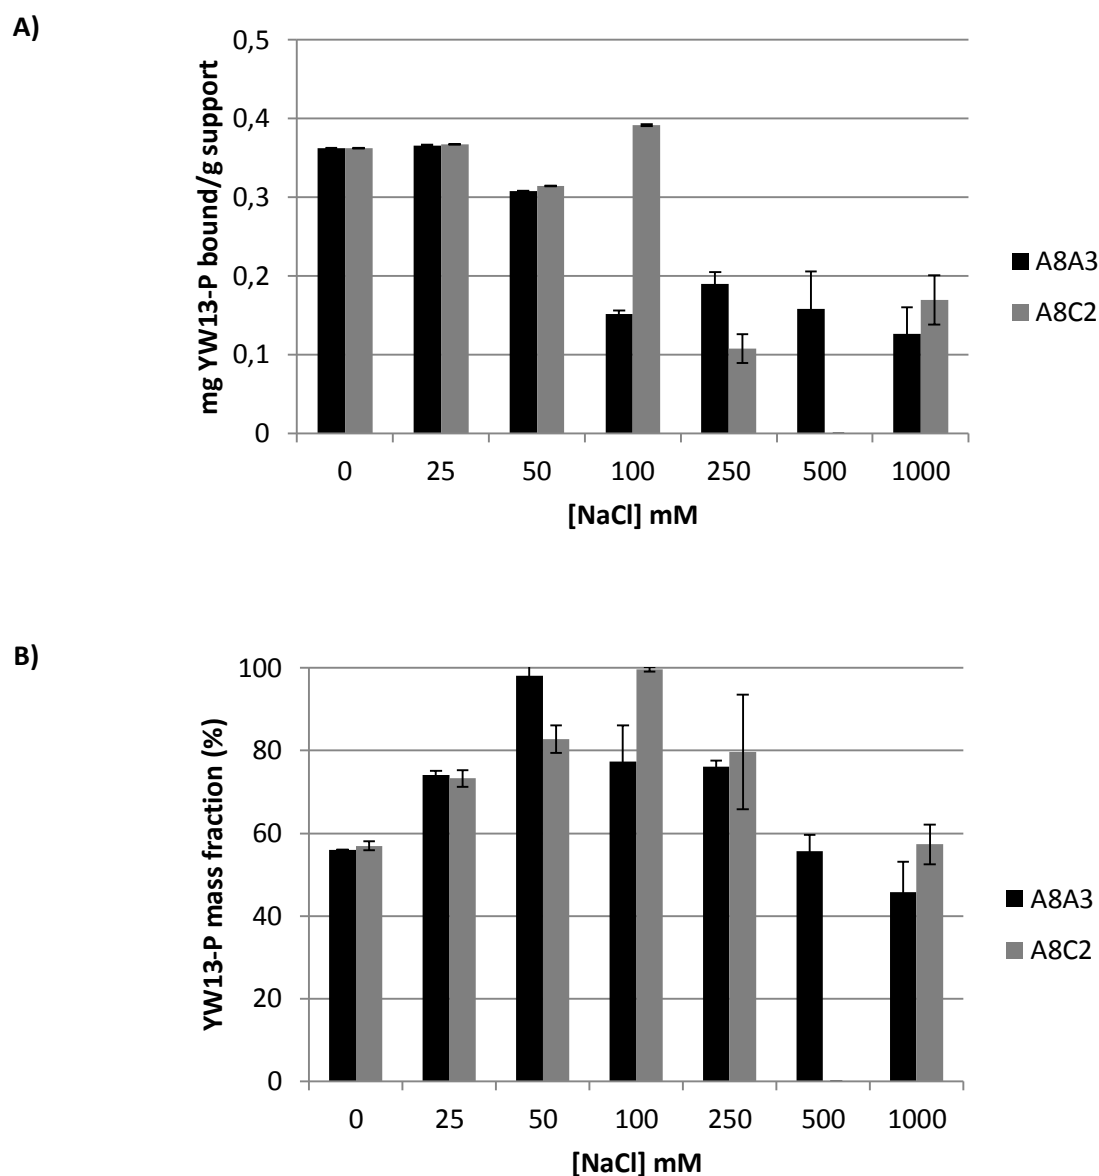 A)
mg YW13-P bound/g support
0,5
0,4
0,3
0,2
0,1
0
0 25 50 100 250 500 1000
[NaCl] mM
A8A3
A8C2
B)
YW13-P mass fraction (%)
100
80
60
40
20
0
0 25 50 100 250 500 1000
[NaCl] mM
A8A3
A8C2